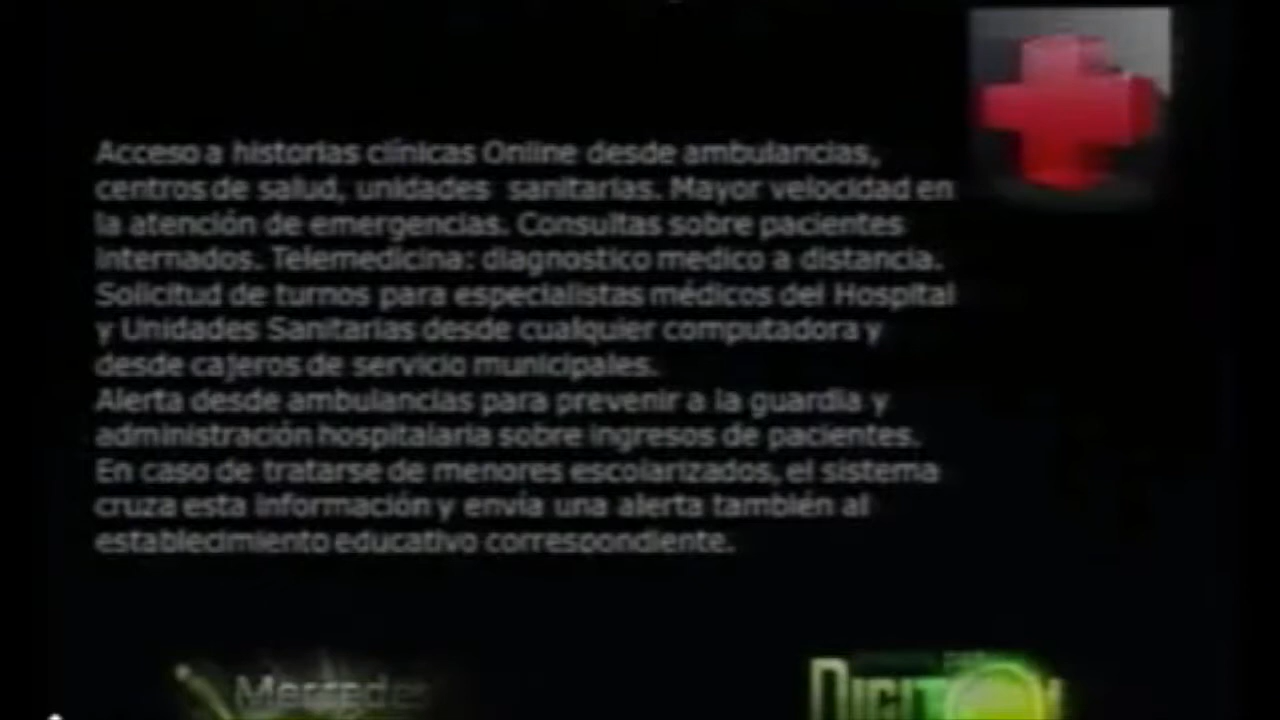 Acceso a historias clínicas Online desde ambulancias,
centros de salud, unidades sanitarias. Mayor velocidad en
la atención de emergencias. Consultas sobre pacientes
internados. Telemedicina: diagnostico medico a distancia.
Solicitud de turnos para especialistas médicos del Hospital
y Unidades Sanitarias desde cualquier computadora y
desde cajeros de servicio municipales.
Alerta desde ambulancias para prevenir a la guardia y
administración hospitalaria sobre ingresos de pacientes.
En caso de tratarse de menores escolarizados, el sistema
cruza esta información y envía una alerta también al
establecimiento educativo correspondiente.
Mercedes